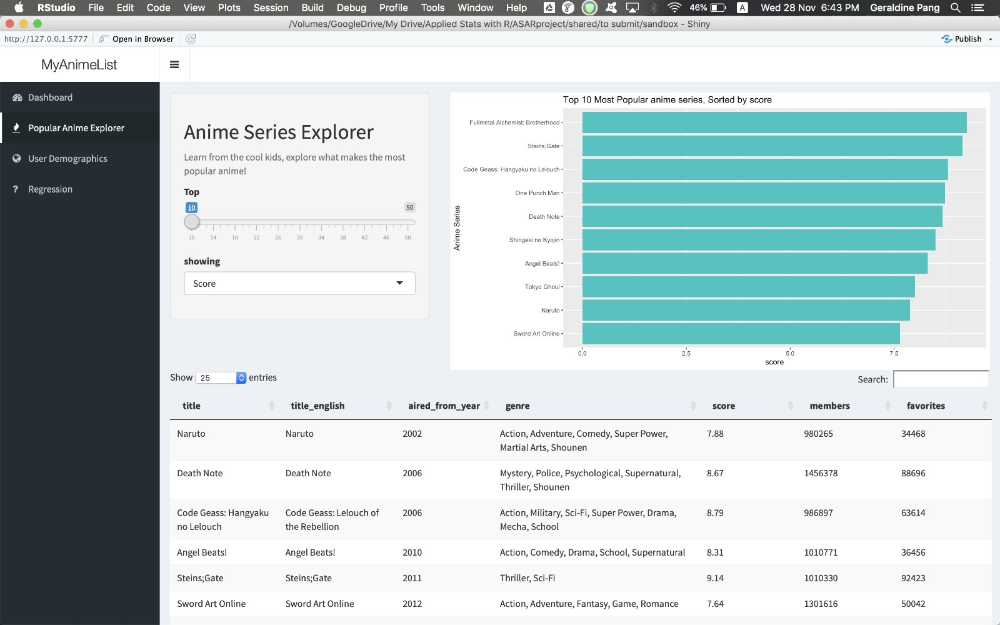 RStudio File Edit Code View Plots Session Build Debug Profile Tools Window Help 46% A Wed 28 Nov 6:43 PM Geraldine Pang
/Volumes/GoogleDrive/My Drive/Applied Stats with R/ASARproject/shared/to submit/sandbox - Shiny
http://127.0.0.1:5777 Open in Browser Publish
MyAnimeList
Dashboard
Popular Anime Explorer
User Demographics
? Regression
Anime Series Explorer
Learn from the cool kids, explore what makes the most
popular anime!
Top
10 50
10 14 18 22 26 30 34 38 42 46 50
showing
Score
Top 10 Most Popular anime series, Sorted by score
Anime Series
Fullmetal Alchemist: Brotherhood
Steins;Gate
Code Geass: Hangyaku no Lelouch
One Punch Man
Death Note
Shingeki no Kyojin
Angel Beats!
Tokyo Ghoul
Naruto
Sword Art Online
0.0 2.5 5.0 7.5
score
Show 25 entries
Search:
title title_english aired_from_year genre score members favorites
Naruto Naruto 2002 Action, Adventure, Comedy, Super Power, 7.88 980265 34468
Martial Arts, Shounen
Death Note Death Note 2006 Mystery, Police, Psychological, Supernatural, 8.67 1456378 88696
Thriller, Shounen
Code Geass: Hangyaku Code Geass: Lelouch of 2006 Action, Military, Sci-Fi, Super Power, Drama, 8.79 986897 63614
no Lelouch the Rebellion Mecha, School
Angel Beats! Angel Beats! 2010 Action, Comedy, Drama, School, Supernatural 8.31 1010771 36456
Steins;Gate Steins;Gate 2011 Thriller, Sci-Fi 9.14 1010330 92423
Sword Art Online Sword Art Online 2012 Action, Adventure, Fantasy, Game, Romance 7.64 1301616 50042